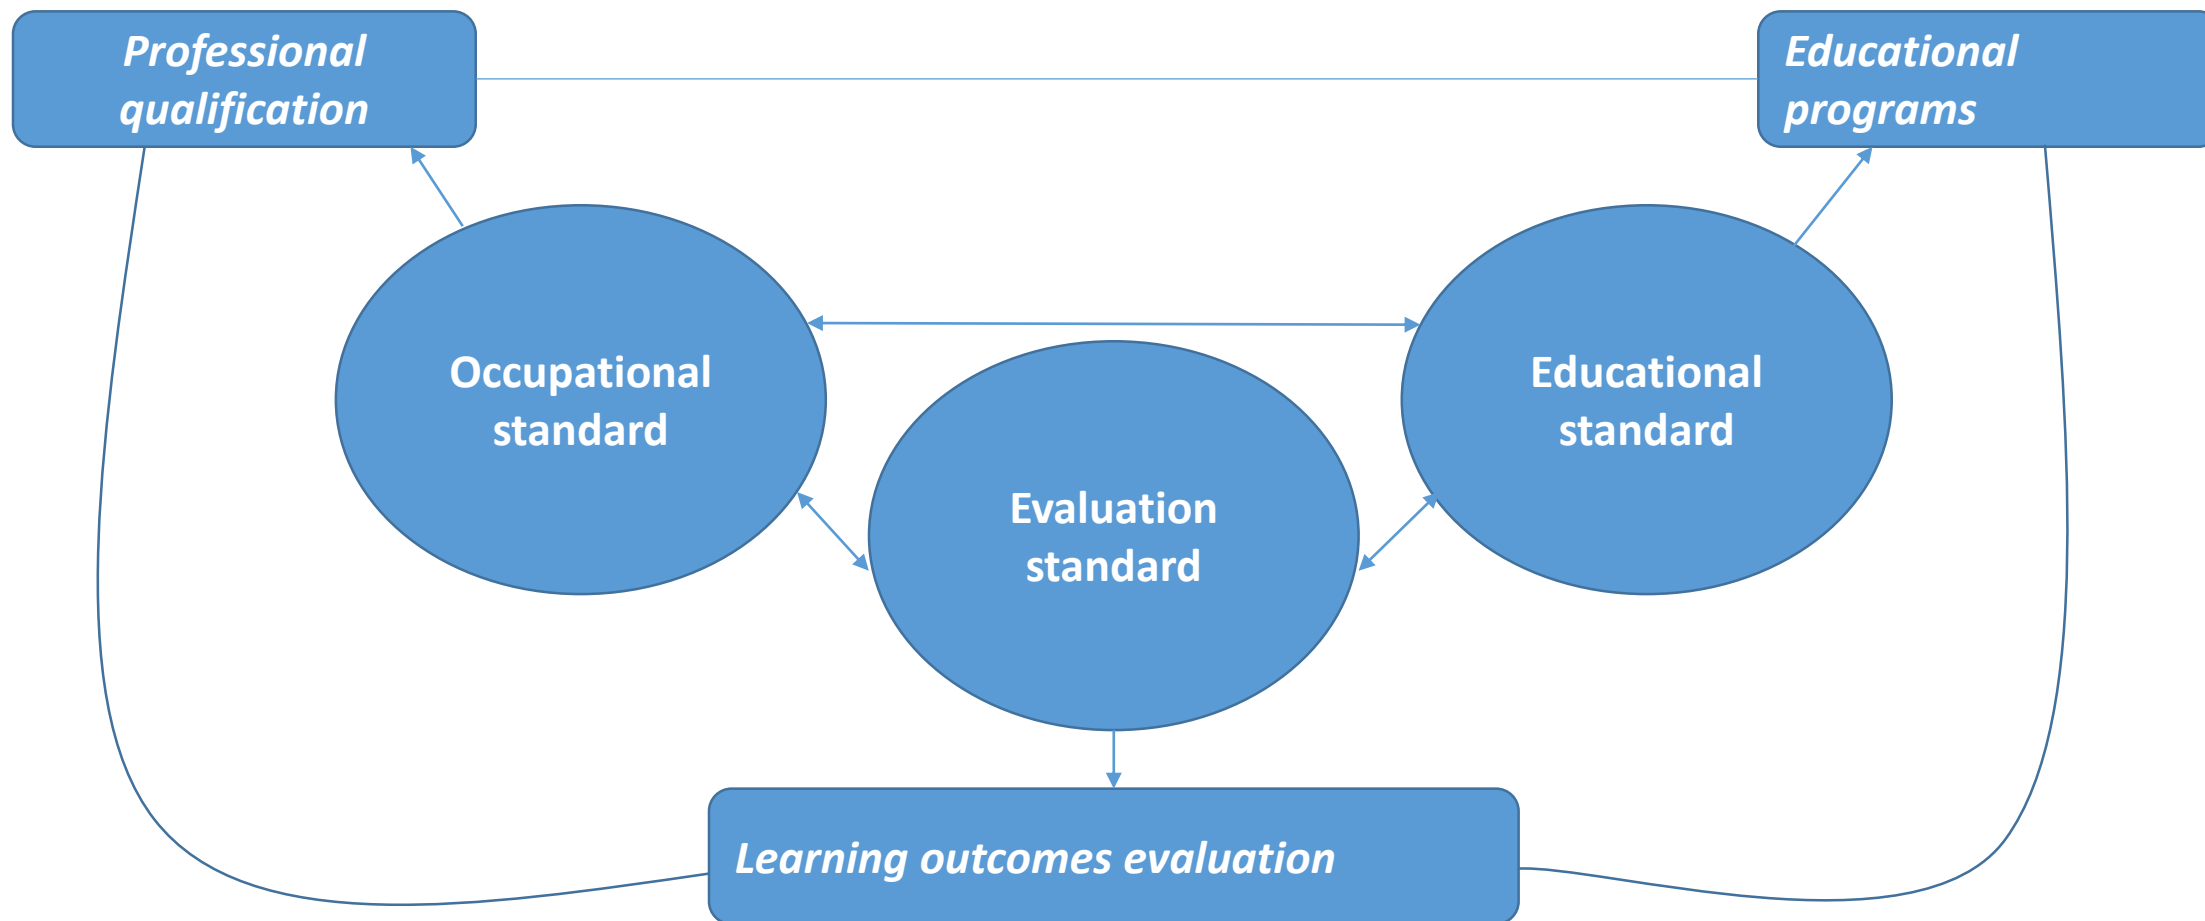 Professional
qualification
Educational
programs
Occupational
standard
Educational
standard
Evaluation
standard
Learning outcomes evaluation